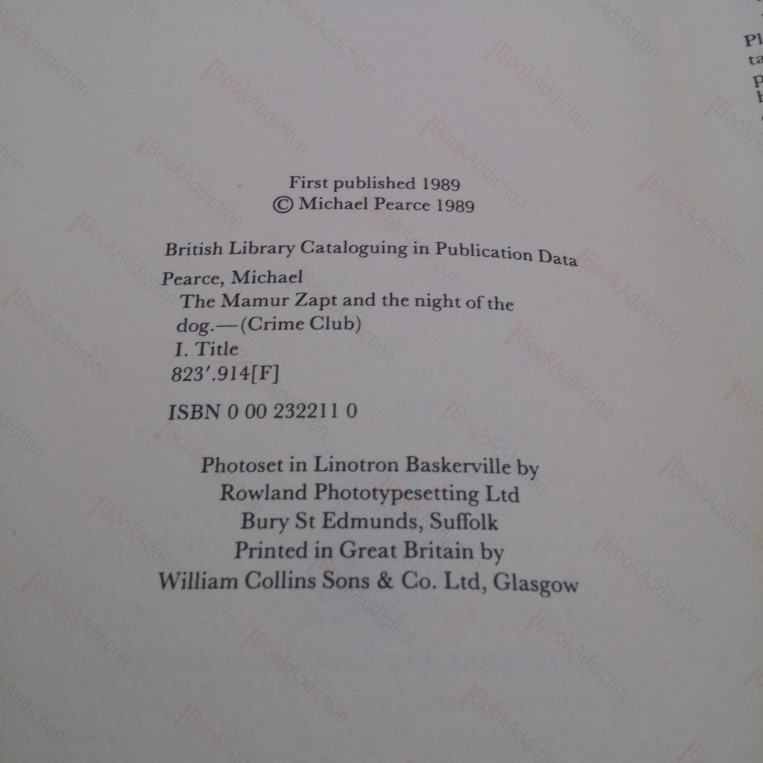 First published 1989
© Michael Pearce 1989
British Library Cataloguing in Publication Data
Pearce, Michael
The Mamur Zapt and the night of the
dog.—(Crime Club)
I. Title
823′.914[F]
ISBN 0 00 232211 0
Photoset in Linotron Baskerville by
Rowland Phototypesetting Ltd
Bury St Edmunds, Suffolk
Printed in Great Britain by
William Collins Sons & Co. Ltd, Glasgow
iBookAddiction